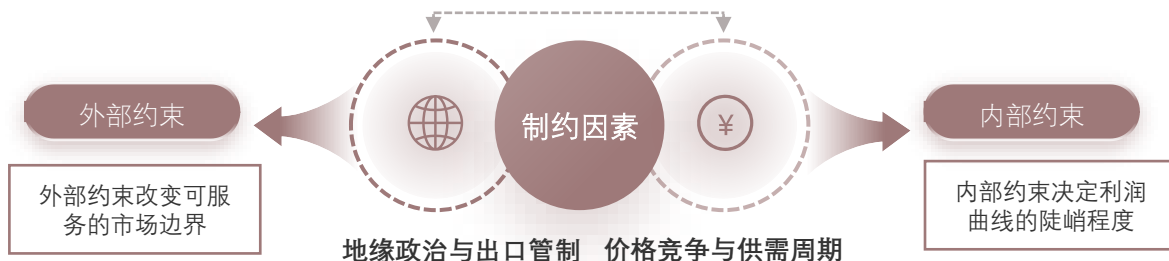 外部约束
外部约束改变可服
务的市场边界
制约因素
¥
地缘政治与出口管制
价格竞争与供需周期
内部约束
内部约束决定利润
曲线的陡峭程度